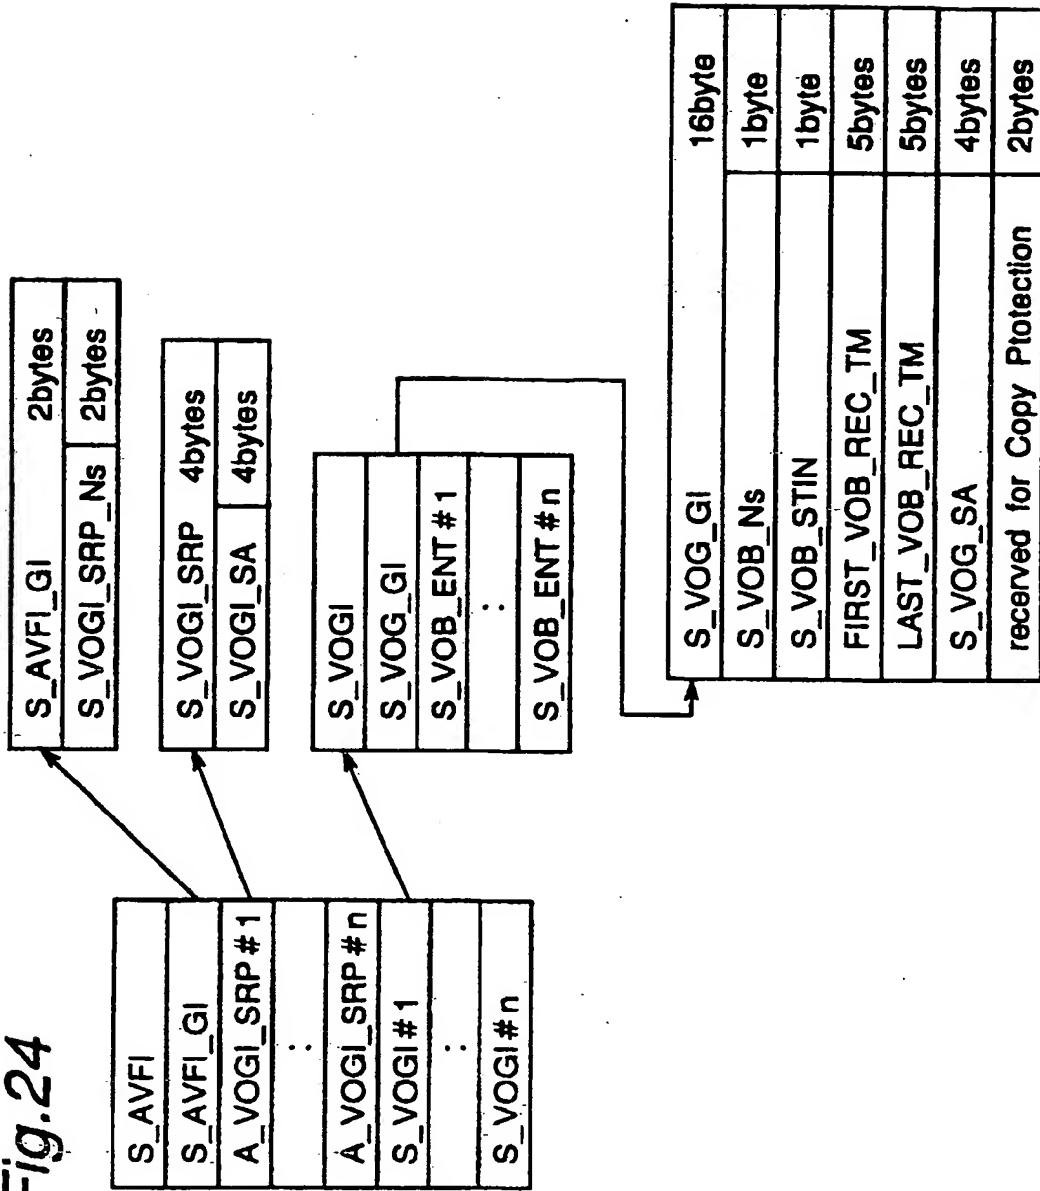 Fig.24
S_AVFI
S_AVFI_GI
A_VOGI_SRP#1
:
A_VOGI_SRP#n
S_VOGI#1
:
S_VOGI#n
S_AVFI_GI 2bytes
S_VOGI_SRP_Ns 2bytes
S_VOGI_SRP 4bytes
S_VOGI_SA 4bytes
S_VOGI
S_VOG_GI
S_VOB_ENT#1
:
S_VOB_ENT#n
S_VOG_GI 16byte
S_VOB_Ns 1byte
S_VOB_STIN 1byte
FIRST_VOB_REC_TM 5bytes
LAST_VOB_REC_TM 5bytes
S_VOG_SA 4bytes
recerved for Copy Ptotection 2bytes